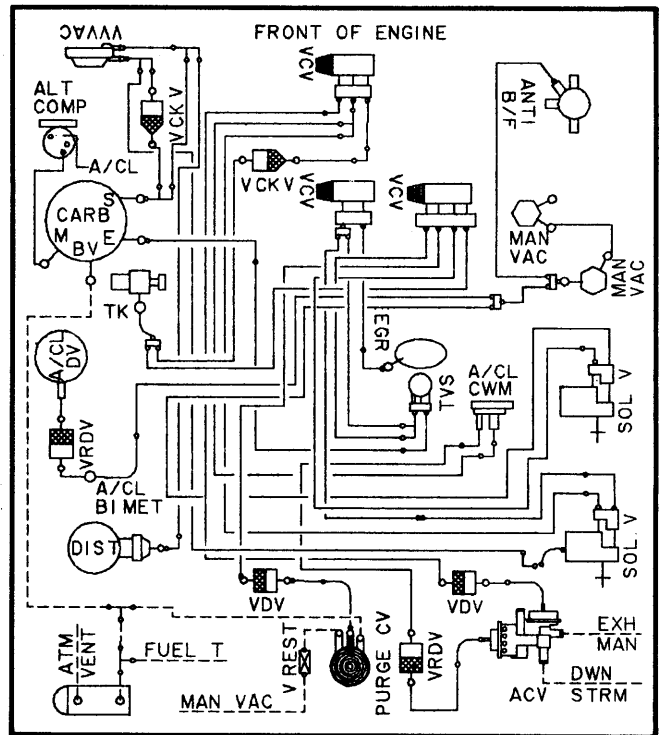 VVVAC
FRONT OF ENGINE
ALT
COMP
VCK V
VCV
ANTI
B/F
A/CL
VCK V
CARB
S
M
E
BV
VCV
VCV
MAN
VAC
MAN
VAC
TK
EGR
A/CL
DV
TVS
A/CL
CWM
SOL V
VRDV
A/CL
BI MET
DIST
SOL. V
VDV
VDV
ATM
VENT
FUEL T
V REST
PURGE CV
VRDV
EXH
MAN
MAN VAC
ACV
DWN
STRM